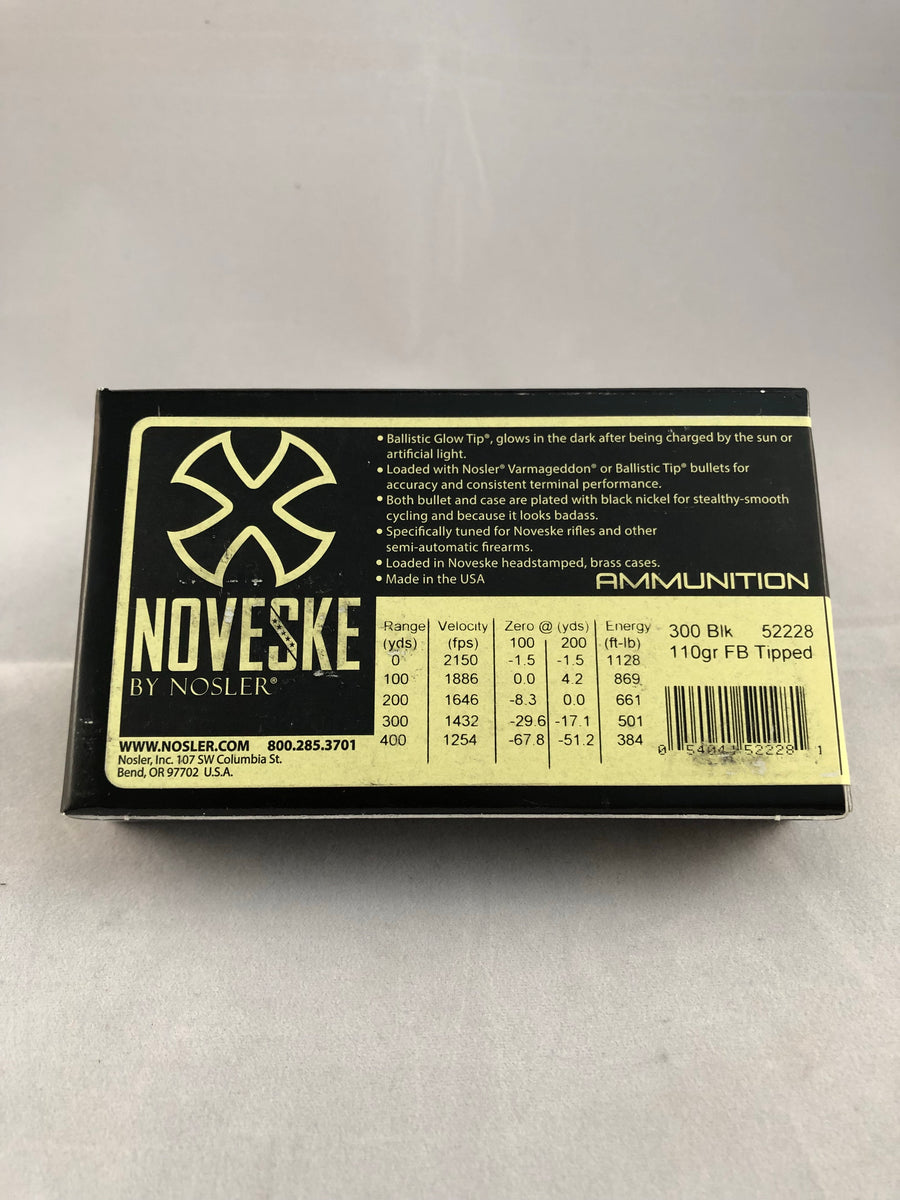 • Ballistic Glow Tip®, glows in the dark after being charged by the sun or
artificial light.
• Loaded with Nosler® Varmageddon® or Ballistic Tip® bullets for
accuracy and consistent terminal performance.
• Both bullet and case are plated with black nickel for stealthy-smooth
cycling and because it looks badass.
• Specifically tuned for Noveske rifles and other
semi-automatic firearms.
• Loaded in Noveske headstamped, brass cases.
• Made in the USA
AMMUNITION
NOVESKE
BY NOSLER®
WWW.NOSLER.COM 800.285.3701
Nosler, Inc. 107 SW Columbia St.
Bend, OR 97702 U.S.A.
Range Velocity Zero @ (yds) Energy
(yds) (fps) 100 200 (ft-lb)
0 2150 -1.5 -1.5 1128
100 1886 0.0 4.2 869
200 1646 -8.3 0.0 661
300 1432 -29.6 -17.1 501
400 1254 -67.8 -51.2 384
300 Blk 52228
110gr FB Tipped
0 54041 52228 1